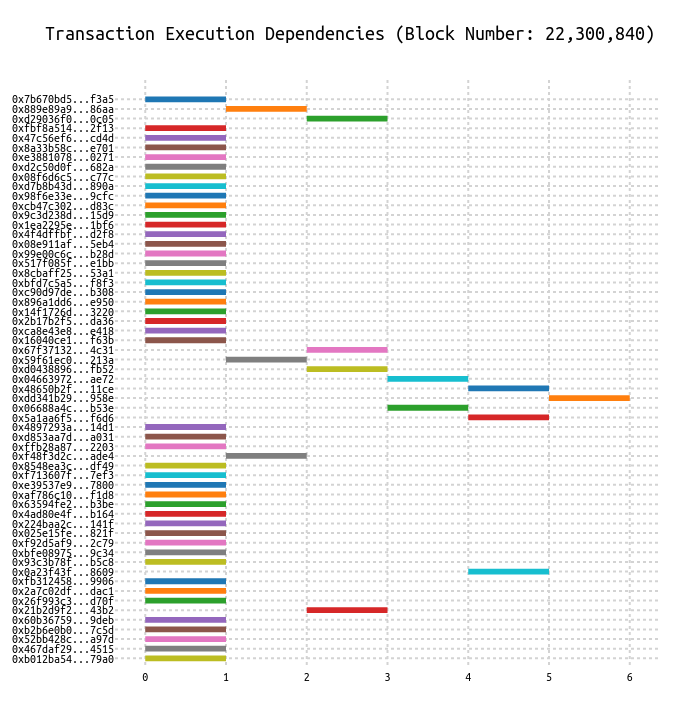 Transaction Execution Dependencies (Block Number: 22,300,840)
0x7b670bd5...f3a5
0x889e89a9...86aa
0xd29036f0...0c05
0xfbf8a514...2f13
0x47c56ef6...cd4d
0x8a33b58c...e701
0xe3881078...0271
0xd2c50d0f...682a
0x08f6d6c5...c77c
0xd7b8b43d...890a
0x98f6e33e...9cfc
0xcb47c302...d83c
0x9c3d238d...15d9
0x1ea2295e...1bf6
0x4f4dffbf...d2f8
0x08e911af...5eb4
0x99e00c6c...b28d
0x517f085f...e1bb
0x8cbaff25...53a1
0xbfd7c5a5...f8f3
0xc90d97de...b308
0x896a1dd6...e950
0x14f1726d...3220
0x2b17b2f5...da36
0xca8e43e8...e418
0x16040ce1...f63b
0x67f37132...4c31
0x59f61ec0...213a
0xd0438896...fb52
0x04663972...ae72
0x48650b2f...11ce
0xdd341b29...958e
0x06688a4c...b53e
0x5a1aa6f5...f6d6
0x4897293a...14d1
0xd853aa7d...a031
0xffb28a87...2203
0xf48f3d2c...ade4
0x8548ea3c...df49
0xf713607f...7ef3
0xe39537e9...7800
0xaf786c10...f1d8
0x63594fe2...b3be
0x4ad80e4f...b164
0x224baa2c...141f
0x025e15fe...821f
0xf92d5af9...2c79
0xbfe08975...9c34
0x93c3b78f...b5c8
0x0a23f43f...8609
0xfb312458...9906
0x2a7c02df...dac1
0x26f993c3...d70f
0x21b2d9f2...43b2
0x60b36759...9deb
0xb2b6e0b0...7c5d
0x52bb428c...a97d
0x467daf29...4515
0xb012ba54...79a0
0 1 2 3 4 5 6